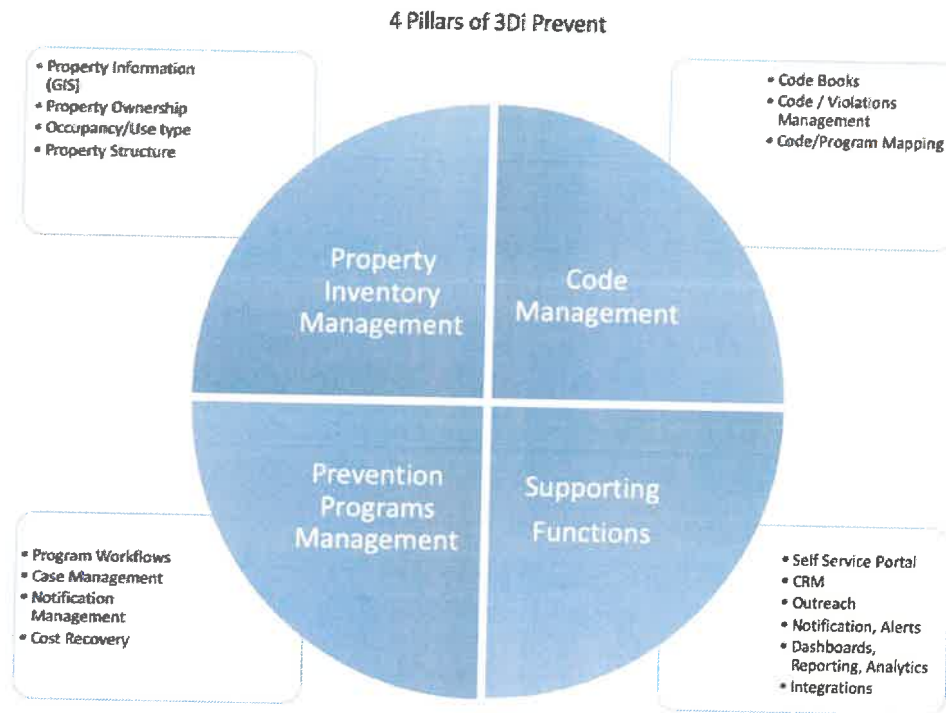 4 Pillars of 3Di Prevent
• Property Information
(GIS)
• Property Ownership
• Occupancy/Use type
• Property Structure
• Code Books
• Code / Violations
Management
• Code/Program Mapping
Property
Inventory
Management
Code
Management
Prevention
Programs
Management
Supporting
Functions
• Program Workflows
• Case Management
• Notification
Management
• Cost Recovery
• Self Service Portal
• CRM
• Outreach
• Notification, Alerts
• Dashboards,
Reporting, Analytics
• Integrations